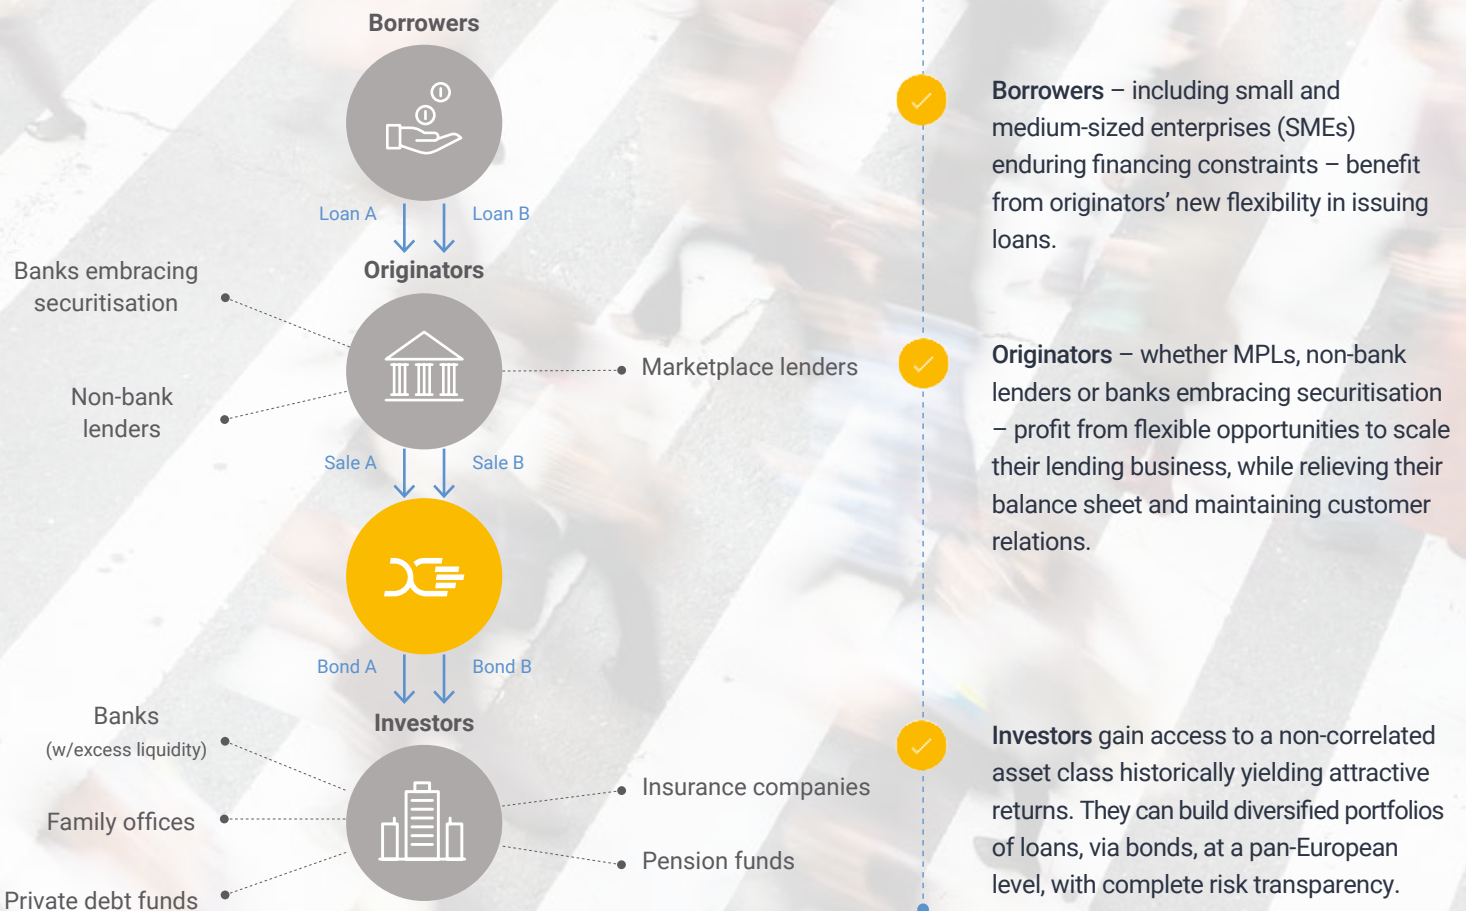 Borrowers
Loan A
Loan B
Banks embracing
securitisation
Originators
Non-bank
lenders
Marketplace lenders
Sale A
Sale B
Bond A
Bond B
Banks
(w/excess liquidity)
Investors
Family offices
Insurance companies
Pension funds
Private debt funds
Borrowers – including small and
medium-sized enterprises (SMEs)
enduring financing constraints – benefit
from originators’ new flexibility in issuing
loans.
Originators – whether MPLs, non-bank
lenders or banks embracing securitisation
– profit from flexible opportunities to scale
their lending business, while relieving their
balance sheet and maintaining customer
relations.
Investors gain access to a non-correlated
asset class historically yielding attractive
returns. They can build diversified portfolios
of loans, via bonds, at a pan-European
level, with complete risk transparency.